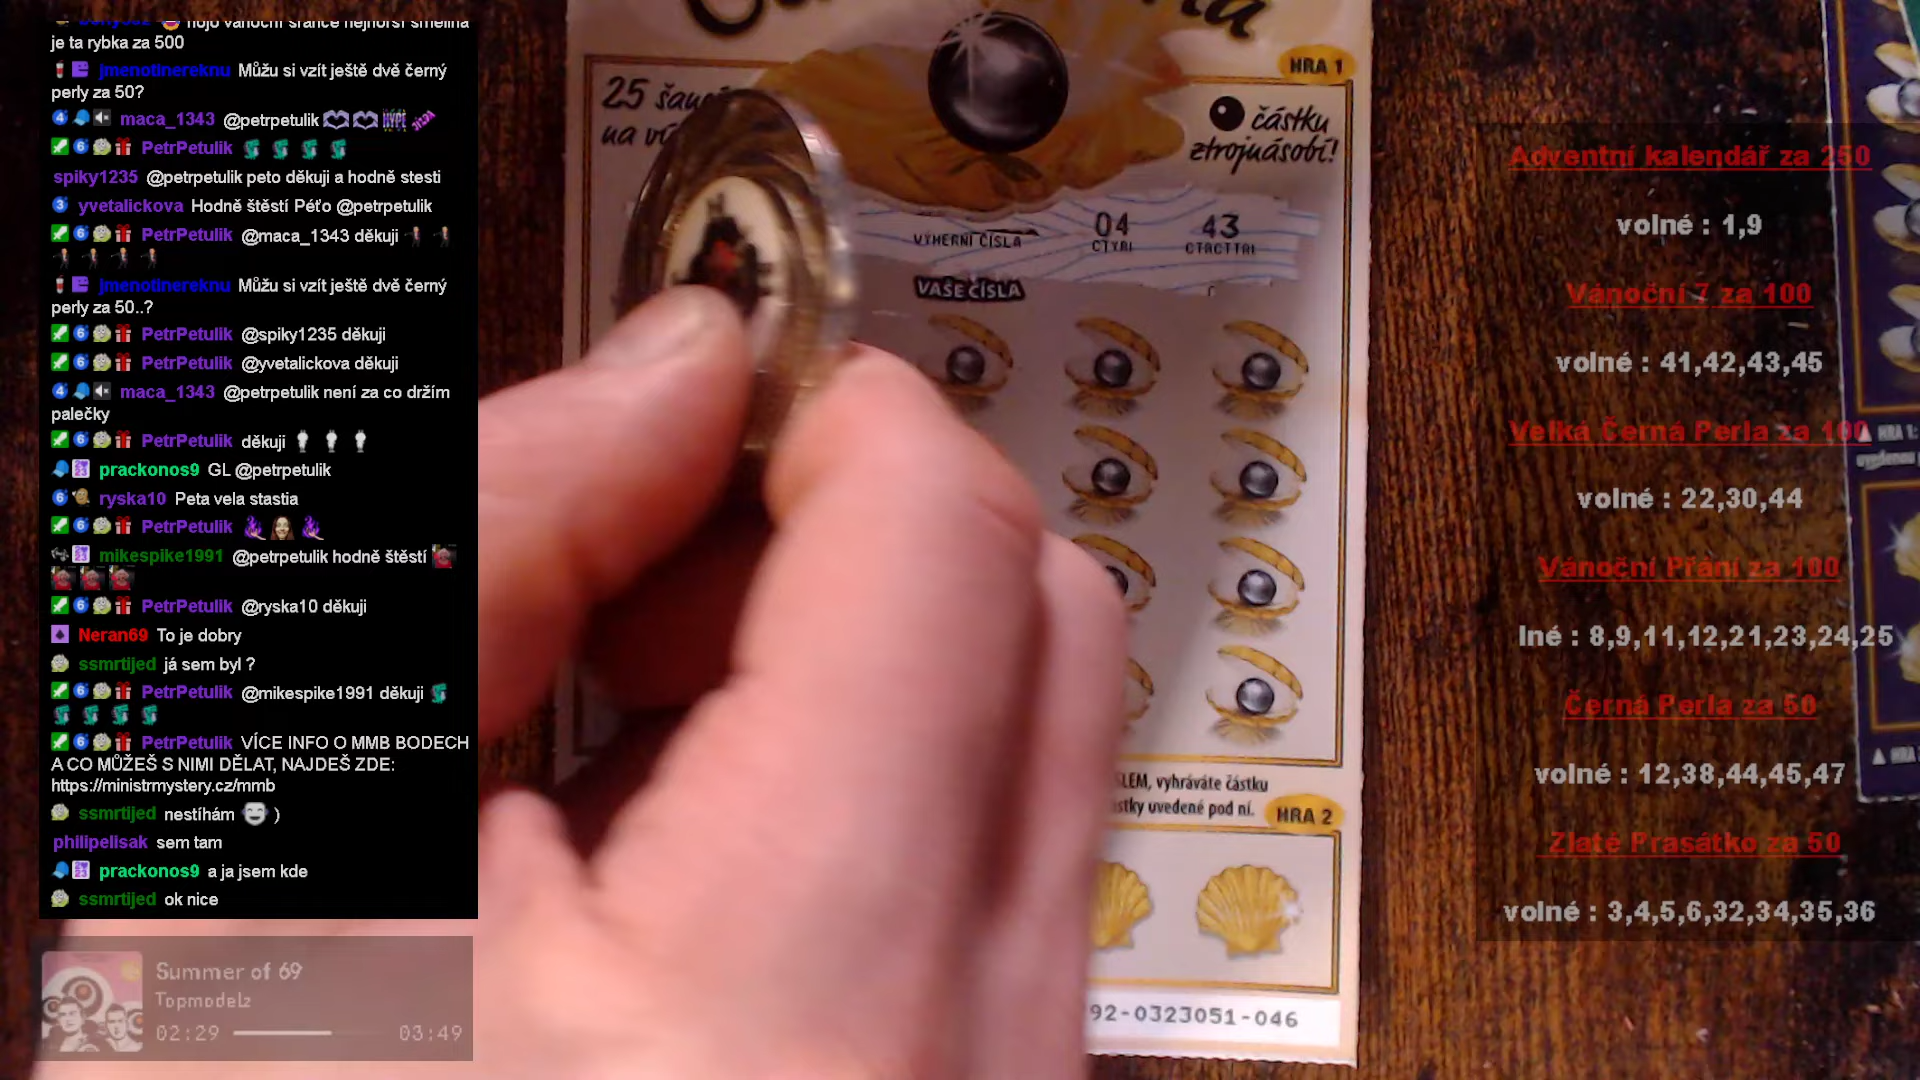 hojo vánoční
je ta rybka za 500
jmenotinereknu Můžu si vzít ještě dvě černý
perly za 50?
maca_1343 @petrpetulik
PetrPetulik
spiky1235 @petrpetulik peto děkuji a hodně stesti
yvetalickova Hodně štěstí Péťo @petrpetulik
PetrPetulik @maca_1343 děkuji
jmenotinereknu Můžu si vzít ještě dvě černý
perly za 50..?
PetrPetulik @spiky1235 děkuji
PetrPetulik @yvetalickova děkuji
maca_1343 @petrpetulik není za co držím
palečky
PetrPetulik děkuji
prackonos9 GL @petrpetulik
ryska10 Peta vela stastia
PetrPetulik
mikespike1991 @petrpetulik hodně štěstí
PetrPetulik @ryska10 děkuji
Neran69 To je dobry
ssmrtijed já sem byl ?
PetrPetulik @mikespike1991 děkuji
PetrPetulik VÍCE INFO O MMB BODECH
A CO MŮŽEŠ S NIMI DĚLAT, NAJDEŠ ZDE:
https://ministrmystery.cz/mmb
ssmrtijed nestíhám )
philipelisak sem tam
prackonos9 a ja jsem kde
ssmrtijed ok nice
Summer of 69
Topmodelz
02:29 03:49
HRA 1
25
na
částku
ztrojnásobí!
VÝHERNÍ ČÍSLA
04
CTYRI
43
CTRCTTRI
VAŠE ČÍSLA
vyhráváte částku
uvedené pod ní.
HRA 2
92-0323051-046
Adventní kalendář za 250
volné : 1,9
Vánoční 7 za 100
volné : 41,42,43,45
Velká Černá Perla za 100
volné : 22,30,44
Vánoční Přání za 100
lné : 8,9,11,12,21,23,24,25
Černá Perla za 50
volné : 12,38,44,45,47
Zlaté Prasátko za 50
volné : 3,4,5,6,32,34,35,36